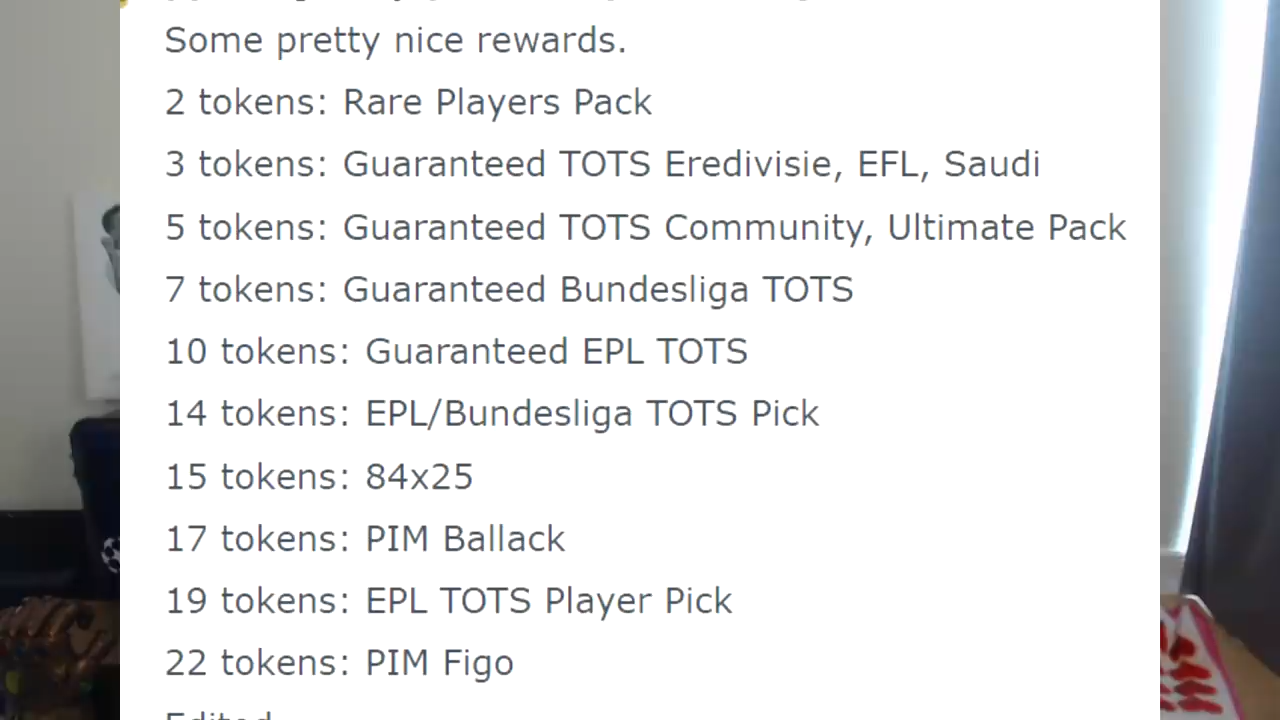 Some pretty nice rewards.
2 tokens: Rare Players Pack
3 tokens: Guaranteed TOTS Eredivisie, EFL, Saudi
5 tokens: Guaranteed TOTS Community, Ultimate Pack
7 tokens: Guaranteed Bundesliga TOTS
10 tokens: Guaranteed EPL TOTS
14 tokens: EPL/Bundesliga TOTS Pick
15 tokens: 84x25
17 tokens: PIM Ballack
19 tokens: EPL TOTS Player Pick
22 tokens: PIM Figo
Edited